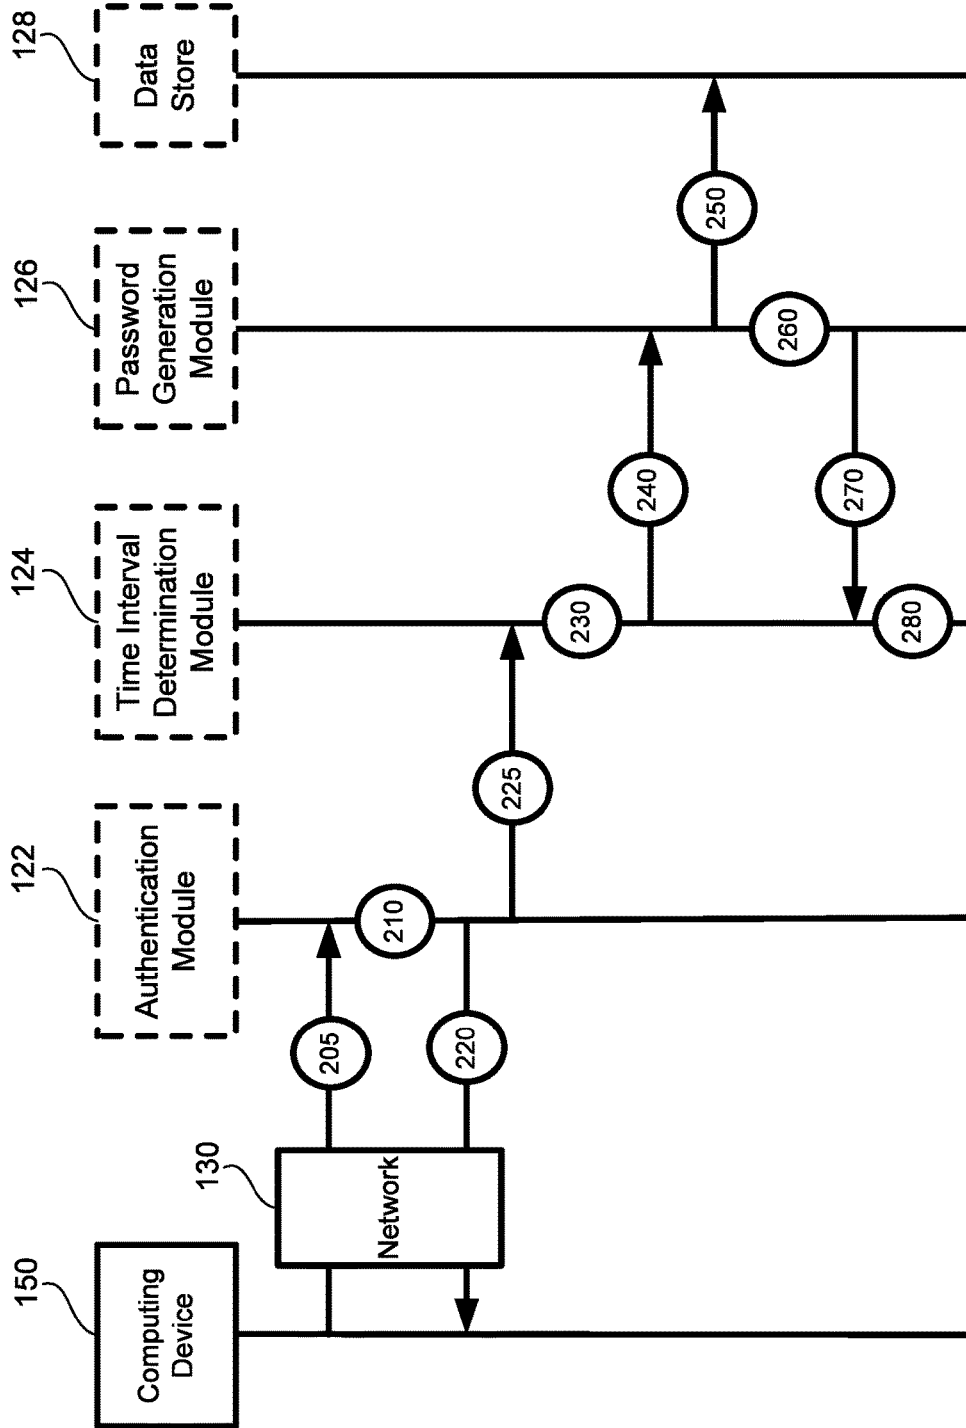 150
Computing
Device
122
Authentication
Module
124
Time Interval
Determination
Module
126
Password
Generation
Module
128
Data
Store
130
Network
205
210
220
225
230
240
250
260
270
280